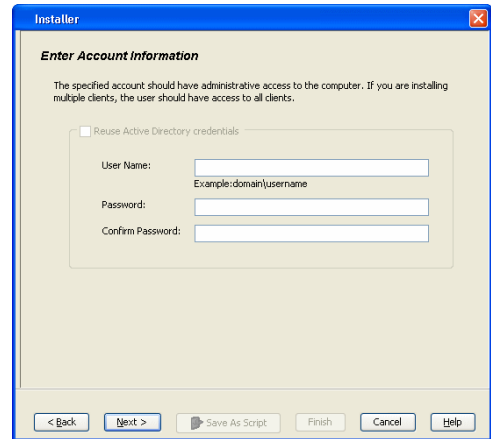 Installer
Enter Account Information
The specified account should have administrative access to the computer. If you are installing
multiple clients, the user should have access to all clients.
Reuse Active Directory credentials
User Name:
Example:domain\username
Password:
Confirm Password:
< Back Next > Save As Script Finish Cancel Help